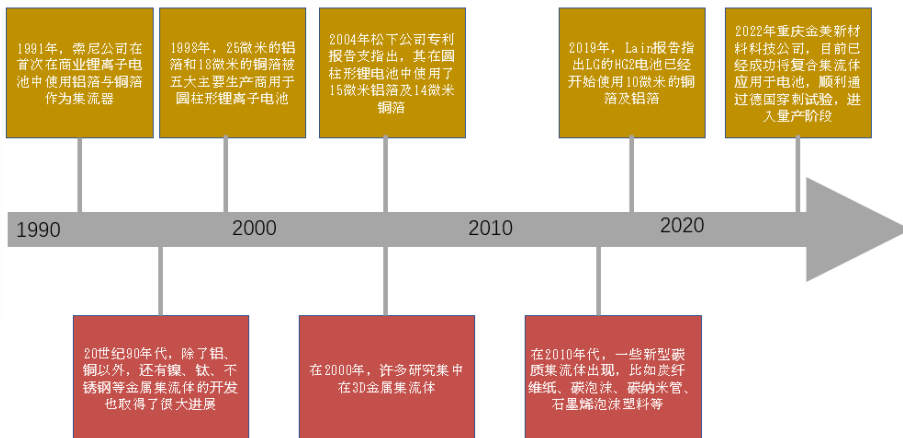 1991年，索尼公司在
首次在商业锂离子电
池中使用铝箔与铜箔
作为集流器
1998年，25微米的铝
箔和18微米的铜箔被
五大主要生产商用于
圆柱形锂离子电池
2004年松下公司专利
报告支指出，其在圆
柱形锂电池中使用了
15微米铝箔及14微米
铜箔
2019年，Lain报告指
出LG的HG2电池已经
开始使用10微米的铜
箔及铝箔
2022年重庆金美新材
料科技公司，目前已
经成功将复合集流体
应用于电池，顺利通
过德国穿刺试验，进
入量产阶段
1990
2000
2010
2020
20世纪90年代，除了铝、
铜以外，还有镍、钛、不
锈钢等金属集流体的开发
也取得了很大进展
在2000年，许多研究集中
在3D金属集流体
在2010年代，一些新型碳
质集流体出现，比如炭纤
维纸、碳泡沫、碳纳米管、
石墨烯泡沫塑料等